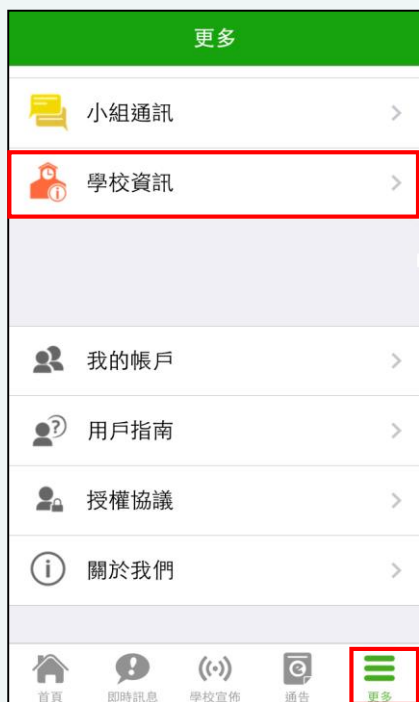 更多
小組通訊
學校資訊
我的帳戶
用戶指南
授權協議
關於我們
首頁 即時訊息 學校宣佈 通告 更多